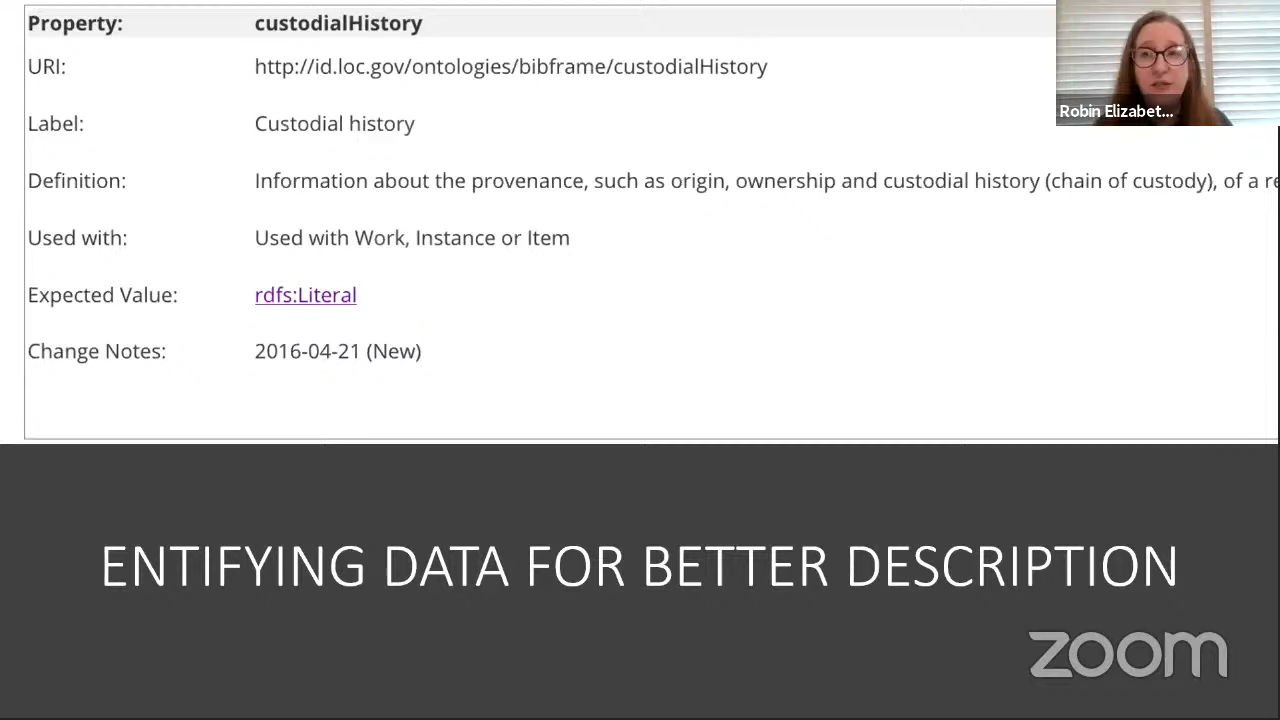 Property: custodialHistory
URI: http://id.loc.gov/ontologies/bibframe/custodialHistory
Robin Elizabet...
Label: Custodial history
Definition: Information about the provenance, such as origin, ownership and custodial history (chain of custody), of a re
Used with: Used with Work, Instance or Item
Expected Value: rdfs:Literal
Change Notes: 2016-04-21 (New)
ENTIFYING DATA FOR BETTER DESCRIPTION
zoom